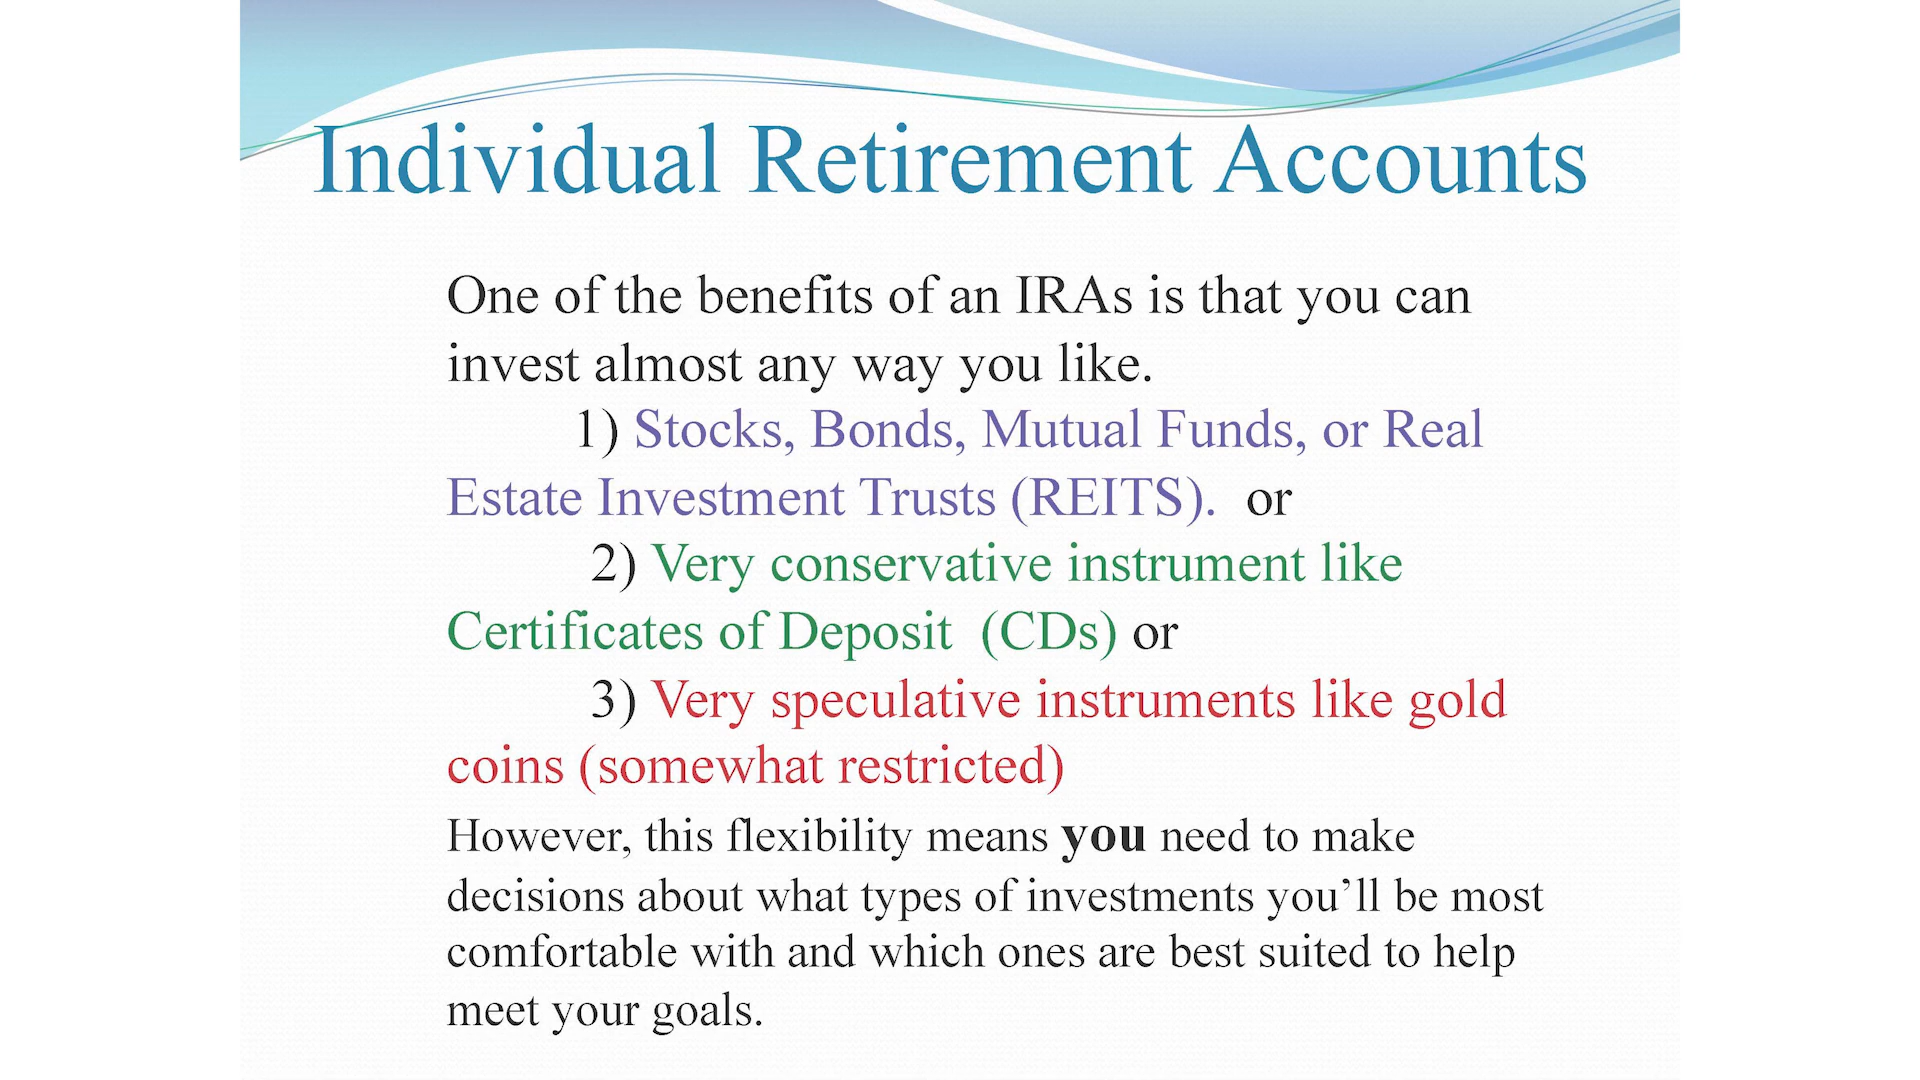 Individual Retirement Accounts
One of the benefits of an IRAs is that you can
invest almost any way you like.
1) Stocks, Bonds, Mutual Funds, or Real
Estate Investment Trusts (REITS). or
2) Very conservative instrument like
Certificates of Deposit (CDs) or
3) Very speculative instruments like gold
coins (somewhat restricted)
However, this flexibility means you need to make
decisions about what types of investments you’ll be most
comfortable with and which ones are best suited to help
meet your goals.